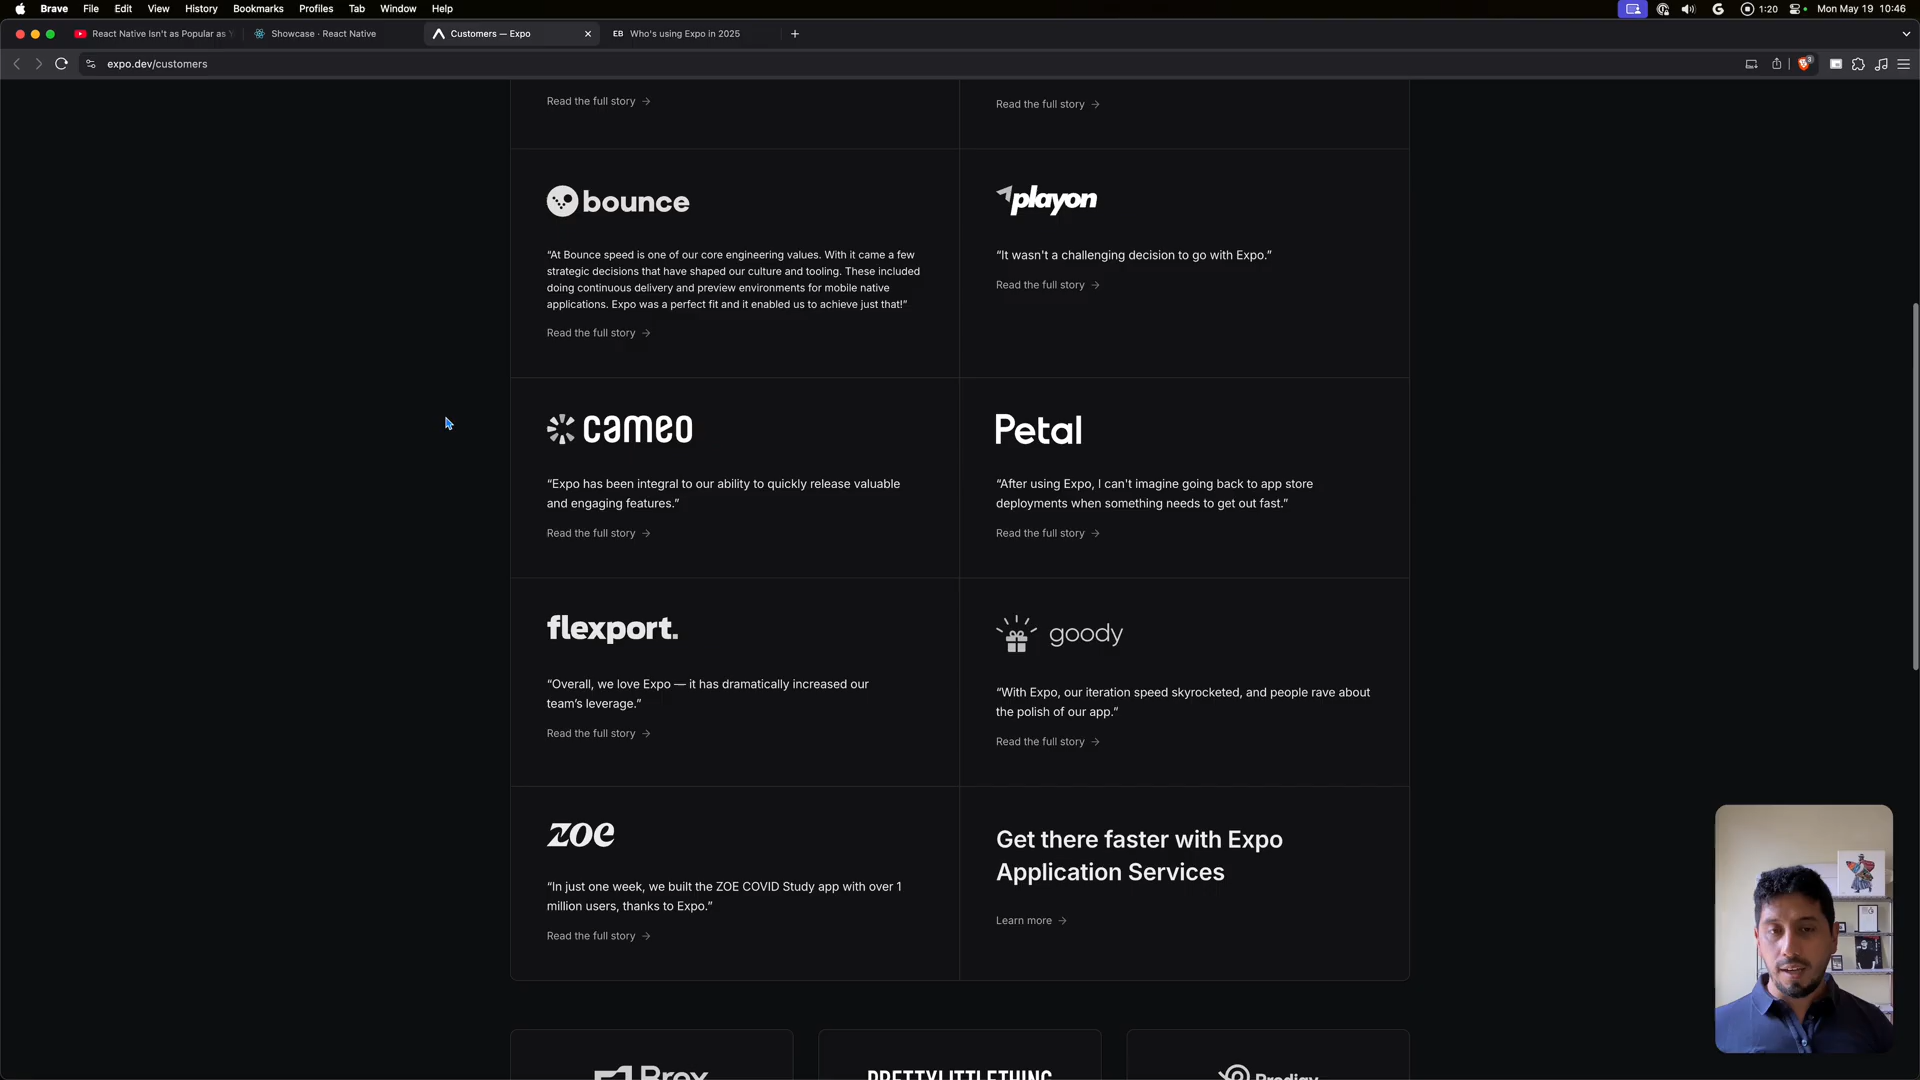 Brave File Edit View History Bookmarks Profiles Tab Window Help
1:20 Mon May 19 10:46
React Native Isn't as Popular as
Showcase · React Native
Customers — Expo
EB Who's using Expo in 2025
expo.dev/customers
3
Read the full story →
Read the full story →
bounce
“At Bounce speed is one of our core engineering values. With it came a few
strategic decisions that have shaped our culture and tooling. These included
doing continuous delivery and preview environments for mobile native
applications. Expo was a perfect fit and it enabled us to achieve just that!”
Read the full story →
playon
“It wasn't a challenging decision to go with Expo.”
Read the full story →
cameo
“Expo has been integral to our ability to quickly release valuable
and engaging features.”
Read the full story →
Petal
“After using Expo, I can't imagine going back to app store
deployments when something needs to get out fast.”
Read the full story →
flexport.
“Overall, we love Expo — it has dramatically increased our
team’s leverage.”
Read the full story →
goody
“With Expo, our iteration speed skyrocketed, and people rave about
the polish of our app.”
Read the full story →
zoe
“In just one week, we built the ZOE COVID Study app with over 1
million users, thanks to Expo.”
Read the full story →
Get there faster with Expo
Application Services
Learn more →
Brex
PRETTYLITTLETHING
Prodigy